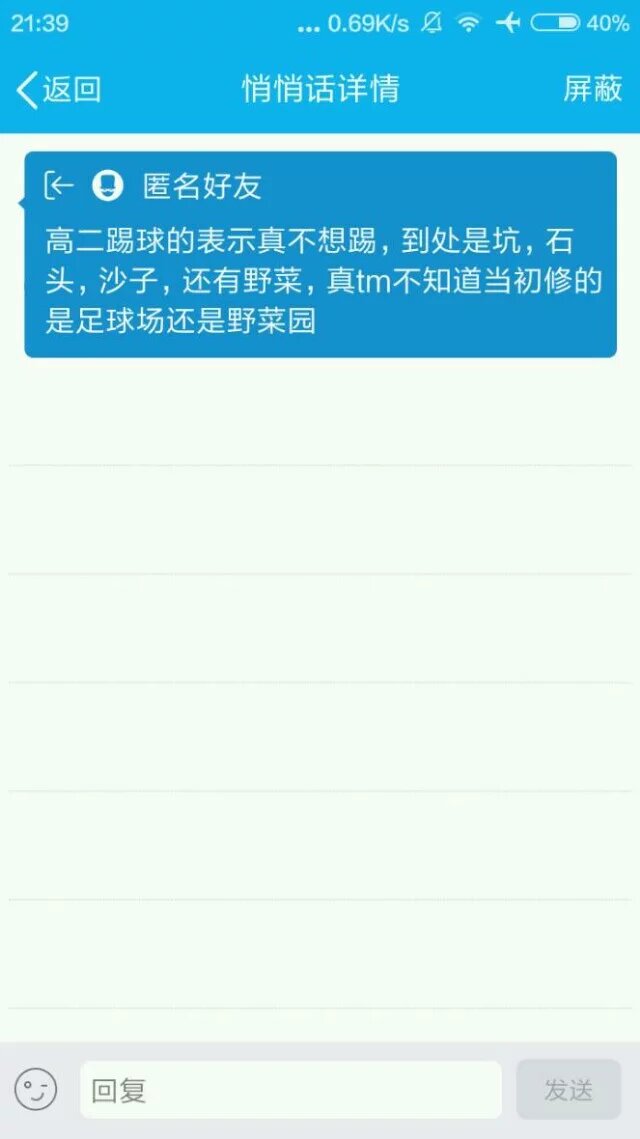 21:39 ... 0.69K/s 40%
返回 悄悄话详情 屏蔽
匿名好友
高二踢球的表示真不想踢，到处是坑，石
头，沙子，还有野菜，真tm不知道当初修的
是足球场还是野菜园
回复 发送